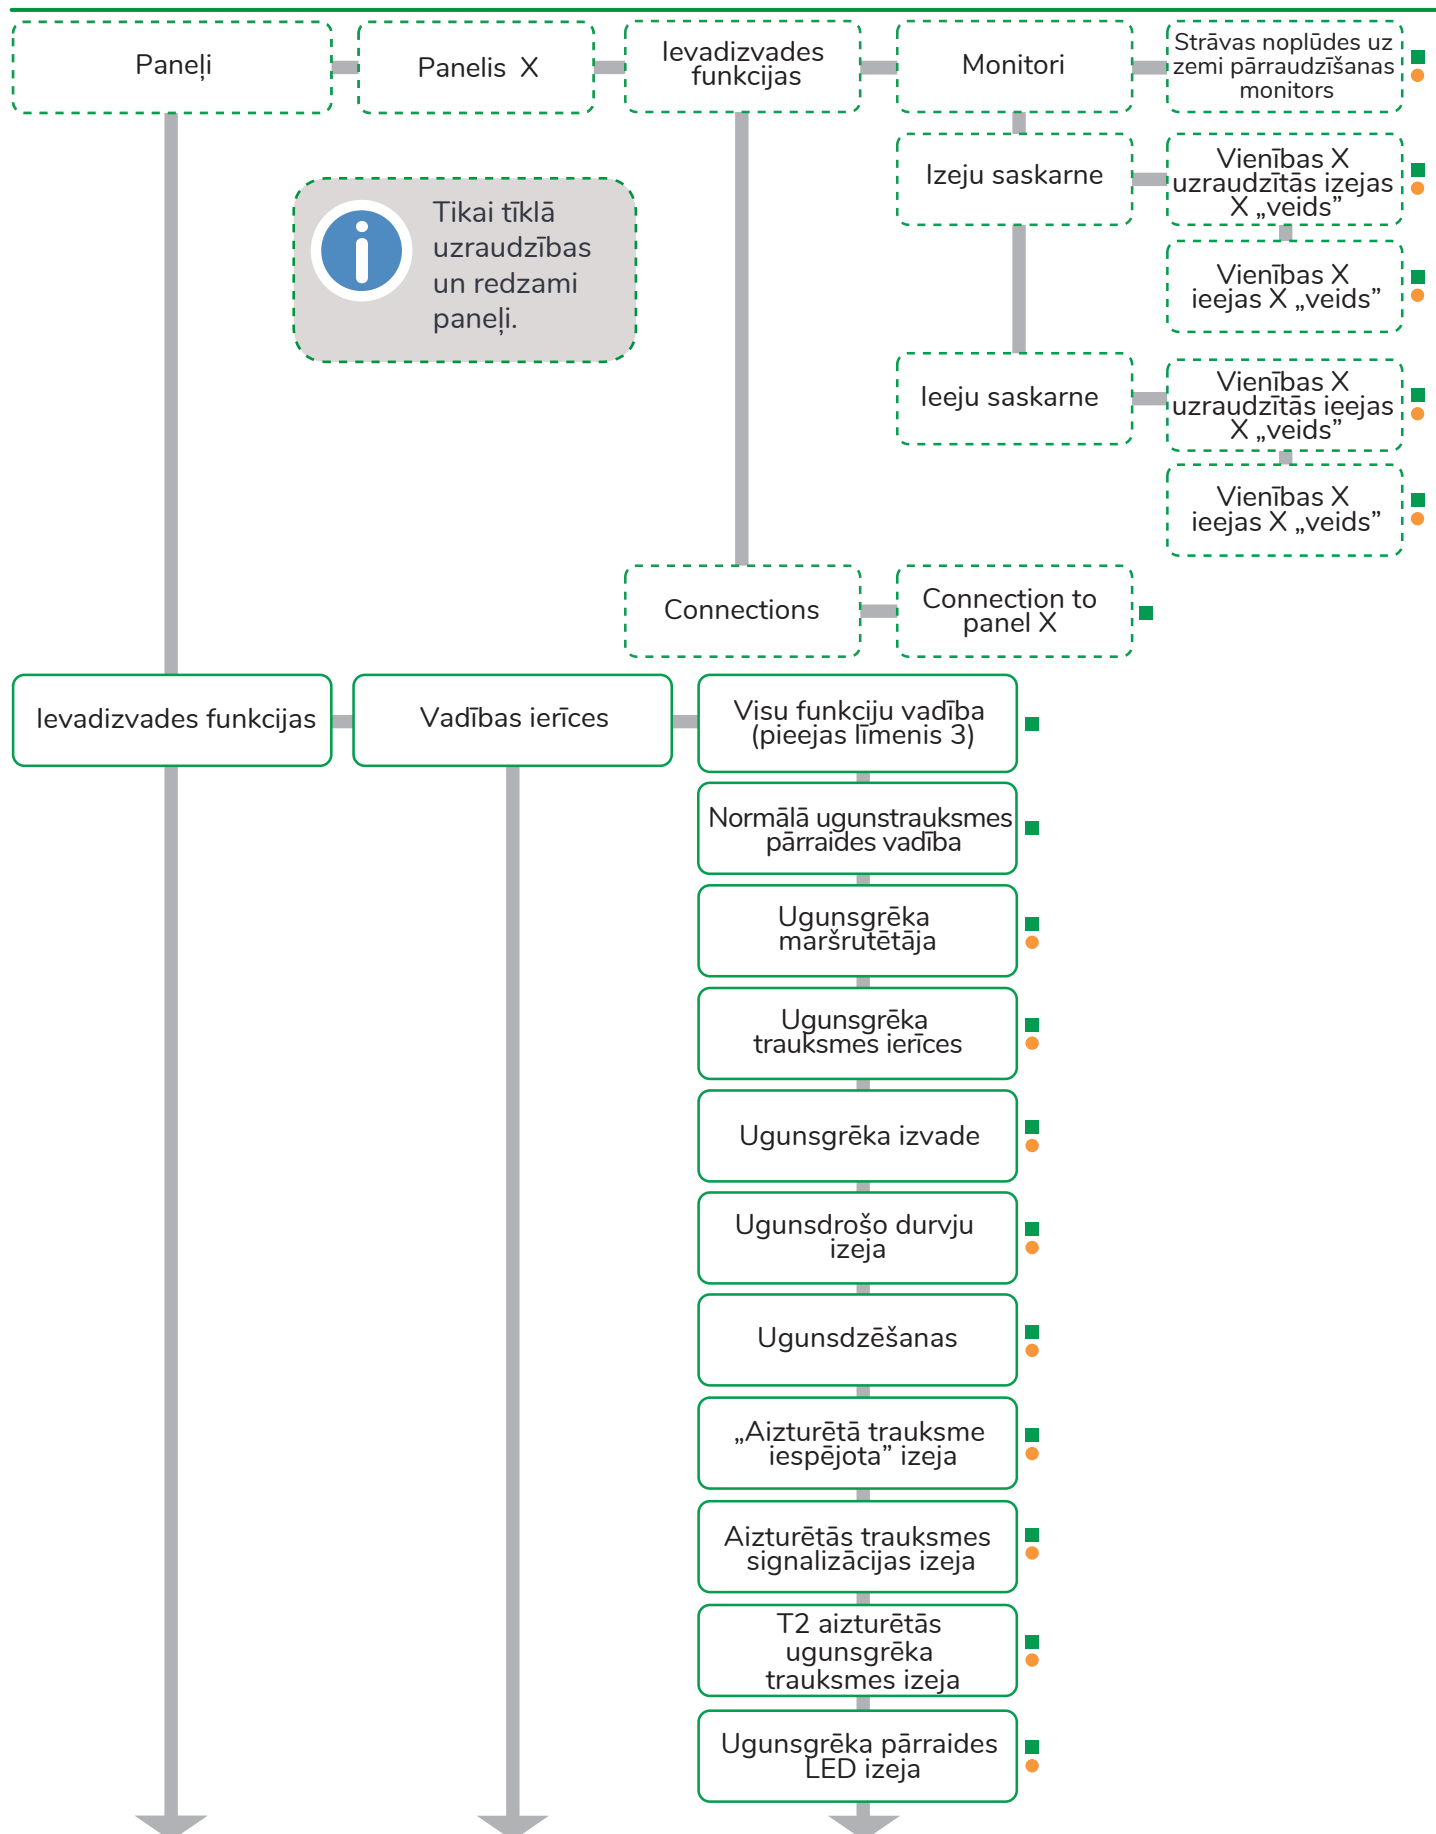 Paneļi
Panelis X
Ievadizvades
funkcijas
Monitori
Strāvas noplūdes uz
zemi pārraudzīšanas
monitors
Izeju saskarne
Vienības X
uzraudzītās izejas
X „veids”
Tikai tīklā
uzraudzības
un redzami
paneļi.
Vienības X
ieejas X „veids”
Ieeju saskarne
Vienības X
uzraudzītās ieejas
X „veids”
Vienības X
ieejas X „veids”
Connections
Connection to
panel X
Ievadizvades funkcijas
Vadības ierīces
Visu funkciju vadība
(pieejas līmenis 3)
Normālā ugunstrauksmes
pārraides vadība
Ugunsgrēka
maršrutētāja
Ugunsgrēka
trauksmes ierīces
Ugunsgrēka izvade
Ugunsdrošo durvju
izeja
Ugunsdzēšanas
„Aizturētā trauksme
iespējota” izeja
Aizturētās trauksmes
signalizācijas izeja
T2 aizturētās
ugunsgrēka
trauksmes izeja
Ugunsgrēka pārraides
LED izeja